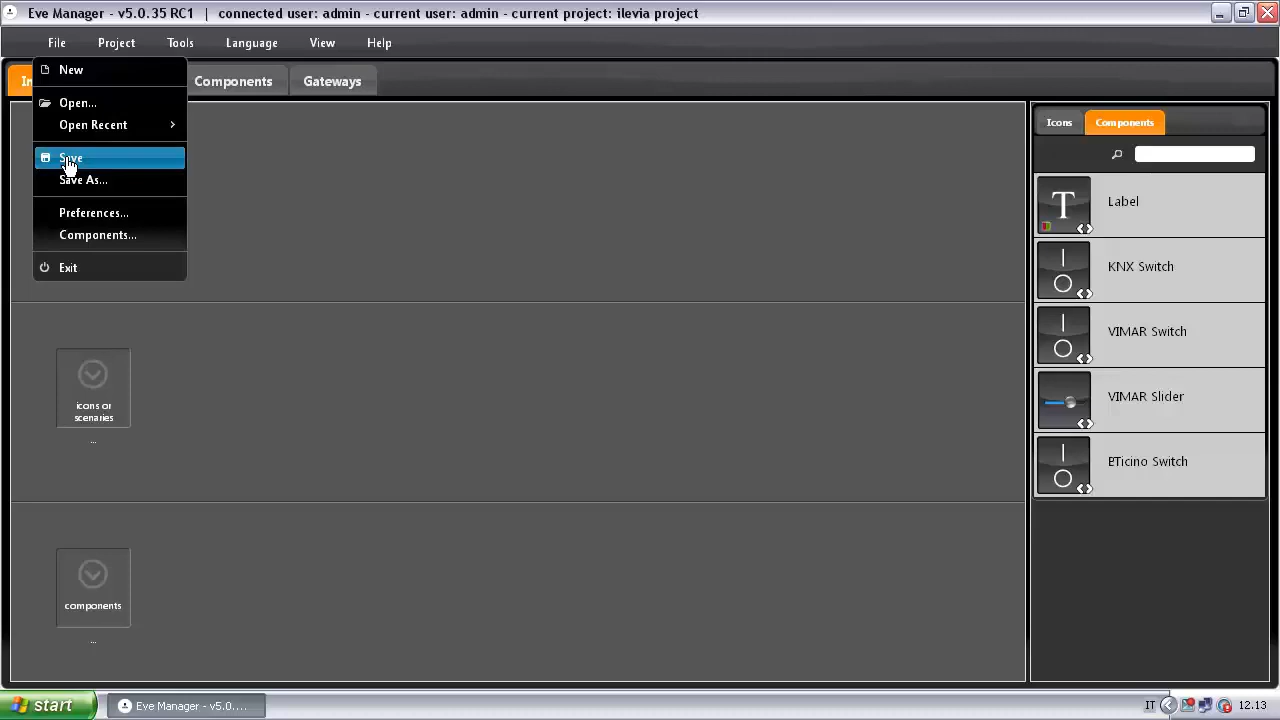 Eve Manager - v5.0.35 RC1 | connected user: admin - current user: admin - current project: ilevia project
File Project Tools Language View Help
Components Gateways
New
Open...
Open Recent
Save
Save As...
Preferences...
Components...
Exit
icons or
scenaries
...
components
...
Icons Components
T
Label
KNX Switch
VIMAR Switch
VIMAR Slider
BTicino Switch
start
Eve Manager - v5.0....
IT
12.13